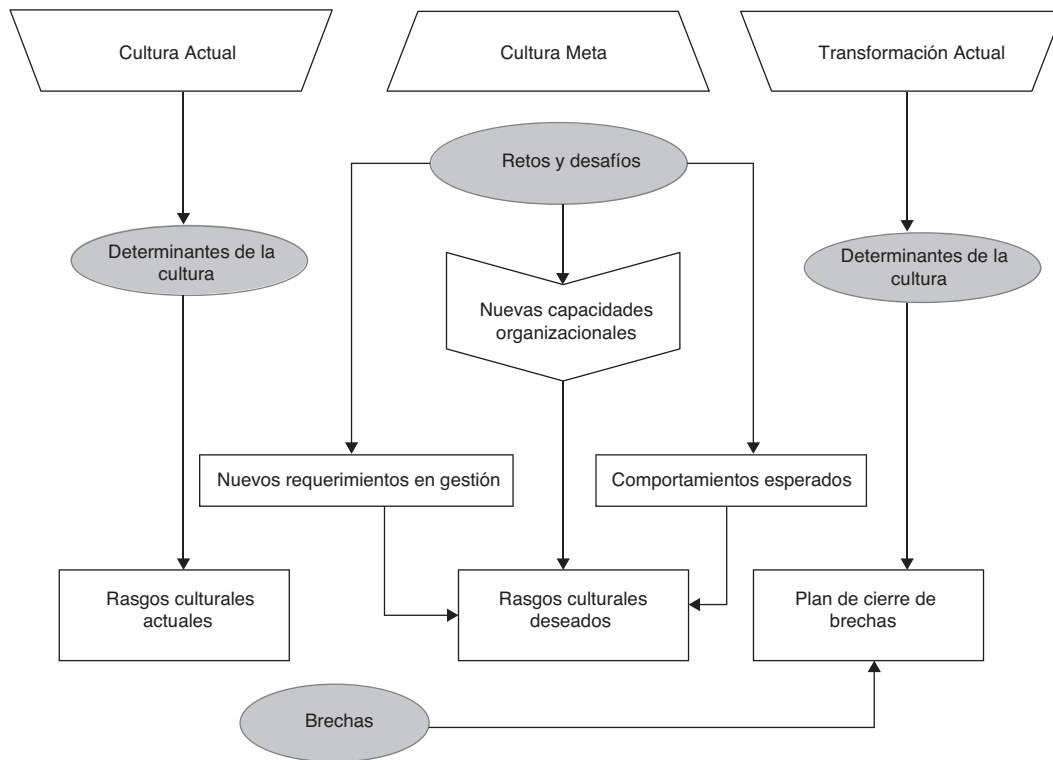 Cultura Actual
Cultura Meta
Transformación Actual
Retos y desafíos
Determinantes de la
cultura
Determinantes de la
cultura
Nuevas capacidades
organizacionales
Nuevos requerimientos en gestión
Comportamientos esperados
Rasgos culturales
actuales
Rasgos culturales
deseados
Plan de cierre de
brechas
Brechas